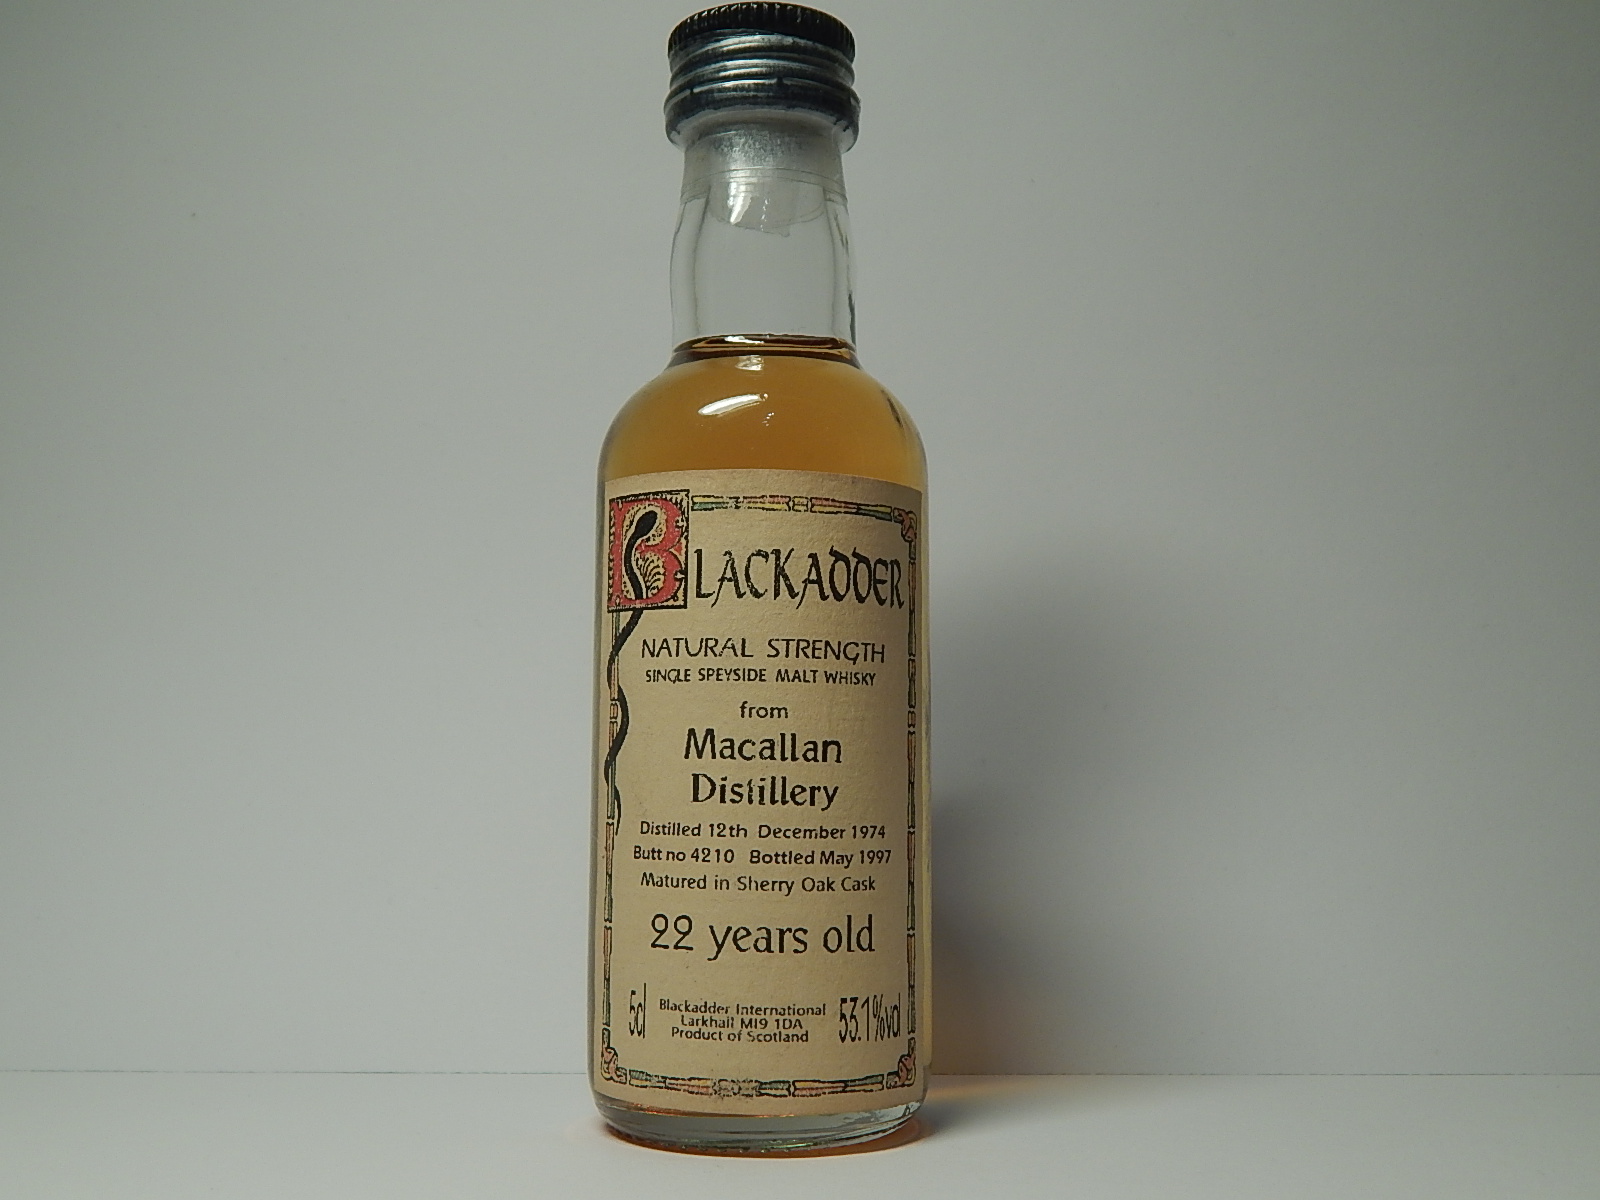 BLACKADDER
NATURAL STRENGTH
SINGLE SPEYSIDE MALT WHISKY
from
Macallan
Distillery
Distilled 12th December 1974
Butt no 4210 Bottled May 1997
Matured in Sherry Oak Cask
22 years old
5cl Blackadder International 53.1%vol
Larkhall Ml9 1DA
Product of Scotland